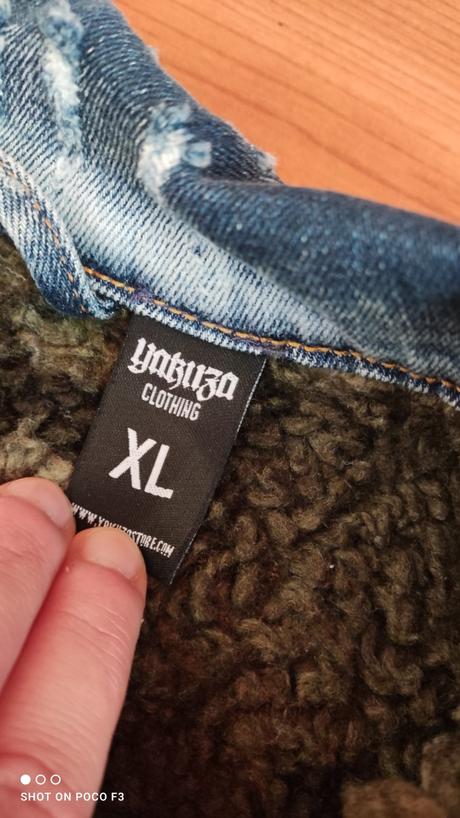 Yakuza
CLOTHING
XL
WWW.YAKUZASTORE.COM
SHOT ON POCO F3